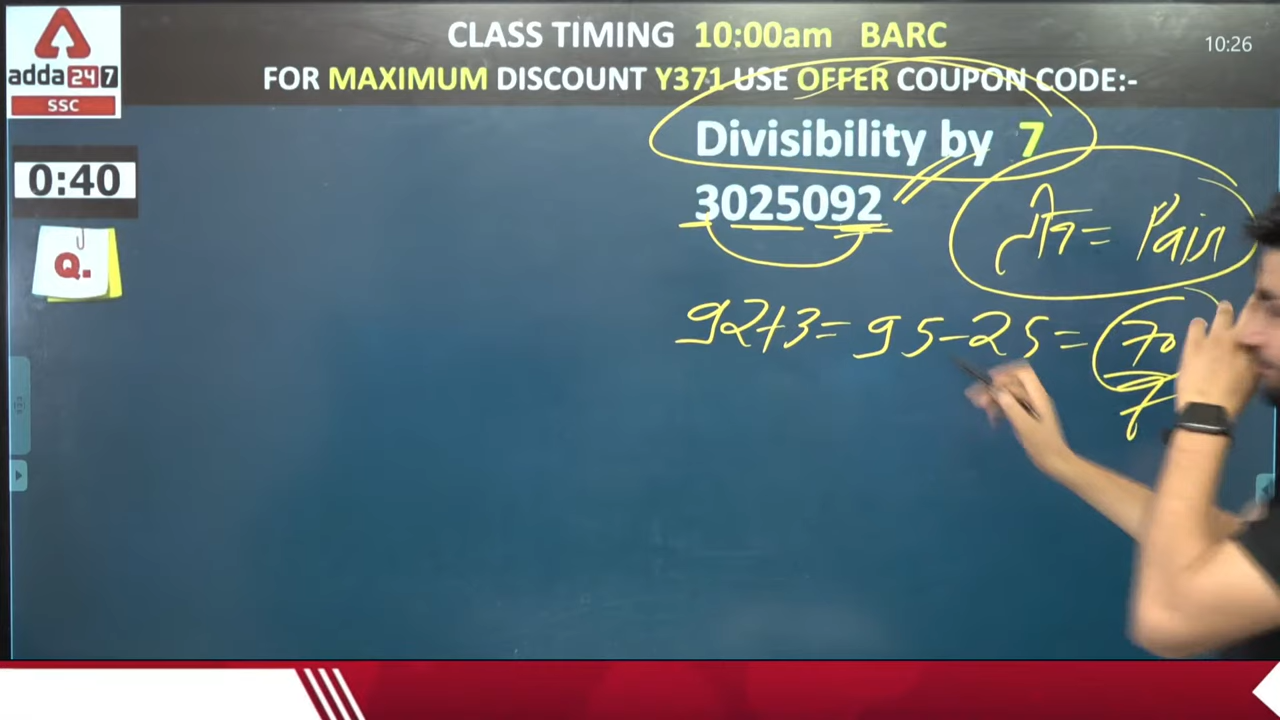 CLASS TIMING 10:00am BARC
10:26
FOR MAXIMUM DISCOUNT Y371 USE OFFER COUPON CODE:-
adda247
SSC
Divisibility by 7
3025092
= Pair
0:40
Q.
92+3= 95-25= 70
7